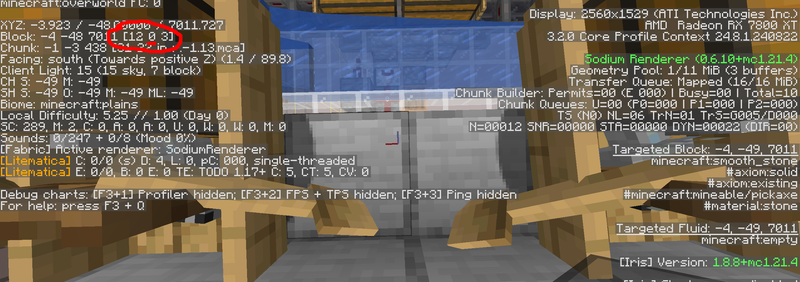 minecraft:overworld FC: 0
XYZ: -3.923 / -48.00000 / 7011.727
Block: -4 -48 7011 [12 0 3]
Chunk: -1 -3 438 in r.-1.13.mca]
Facing: south (Towards positive Z) (1.4 / 89.8)
Client Light: 15 (15 sky, 7 block)
CH S: -49 M: -49
SH S: -49 O: -49 M: -49 ML: -49
Biome: minecraft:plains
Local Difficulty: 5.25 // 1.00 (Day 0)
SC: 289, M: 2, C: 0, A: 0, A: 0, U: 0, W: 0, W: 0, M: 0
Sounds: 0/247 + 0/8 (Mood 0%)
[Fabric] Active renderer: SodiumRenderer
[Litematica] C: 0/0 (s) D: 4, L: 0, pC: 000, single-threaded
[Litematica] E: 0/0, B: 0 E: 0 TE: TODO 1.17+ C: 5, CT: 5, CV: 0
Debug charts: [F3+1] Profiler hidden; [F3+2] FPS + TPS hidden; [F3+3] Ping hidden
For help: press F3 + Q
Display: 2560x1529 (ATI Technologies Inc.)
AMD Radeon RX 7800 XT
3.2.0 Core Profile Context 24.8.1.240822
Sodium Renderer (0.6.10+mc1.21.4)
Geometry Pool: 1/11 MiB (3 buffers)
Transfer Queue: Mapped (16/16 MiB)
Chunk Builder: Permits=00 (E 000) | Busy=00 | Total=10
Chunk Queues: U=00 (P0=0 | P1=0 | P2=0)
TS (N0) NL=06 TrN=01 TrS=G005/D000
N=00012 SNR=00000 STA=00000 DYN=00022 (DIR=00)
Targeted Block: -4, -49, 7011
minecraft:smooth_stone
#axiom:solid
#axiom:existing
#minecraft:mineable/pickaxe
#material:stone
Targeted Fluid: -4, -49, 7011
minecraft:empty
[Iris] Version: 1.8.8+mc1.21.4